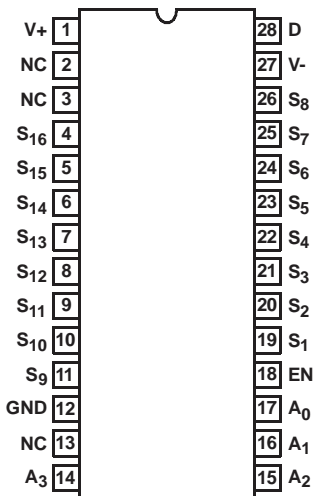 V+ 1 28 D
NC 2 27 V-
NC 3 26 S8
S16 4 25 S7
S15 5 24 S6
S14 6 23 S5
S13 7 22 S4
S12 8 21 S3
S11 9 20 S2
S10 10 19 S1
S9 11 18 EN
GND 12 17 A0
NC 13 16 A1
A3 14 15 A2